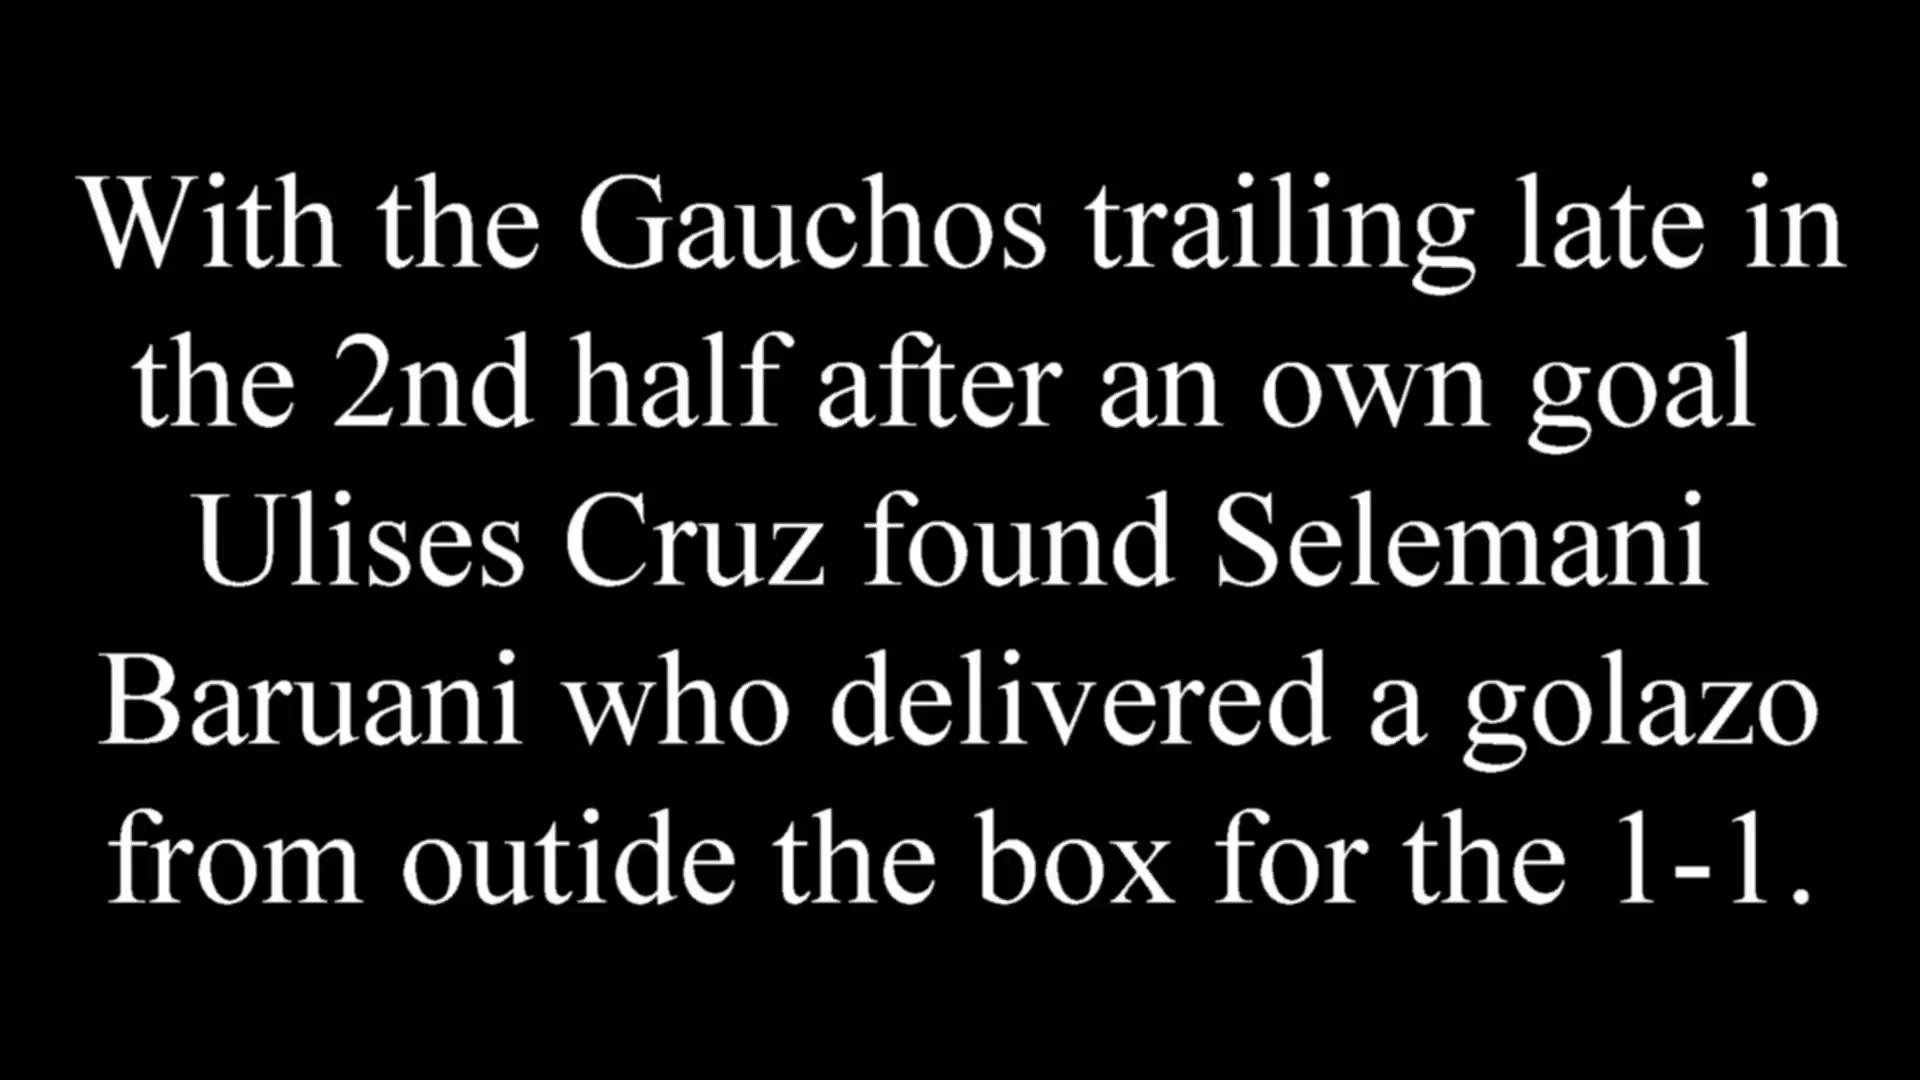 With the Gauchos trailing late in
the 2nd half after an own goal
Ulises Cruz found Selemani
Baruani who delivered a golazo
from outide the box for the 1-1.